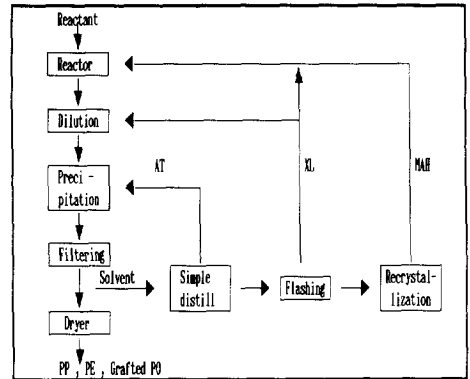 Reactant
Reactor
Dilution
AT
XL
MAH
Preci -
pitation
Filtering
Solvent
Simple
distill
Flashing
Recrystal-
lization
Dryer
PP , PE , Grafted PO